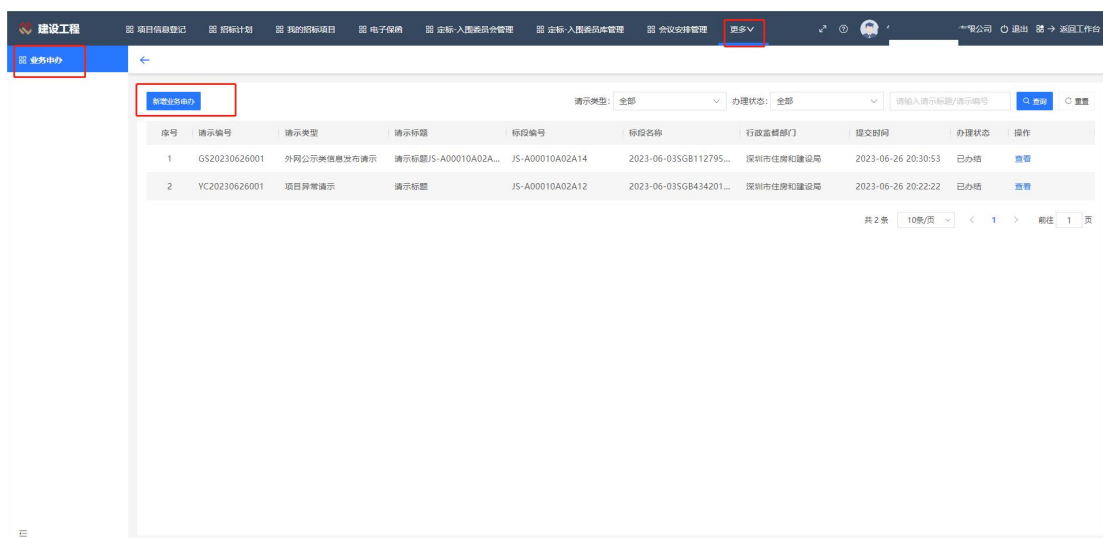 建设工程 项目信息登记 招标计划 我的招标项目 电子保函 定标-入围委员会管理 定标-入围委员库管理 会议安排管理 更多 限公司 退出 返回工作台
业务申办
新增业务申办 请示类型: 全部 办理状态: 全部 请输入请示标题/请示编号 查询 重置
序号 请示编号 请示类型 请示标题 标段编号 标段名称 行政监督部门 提交时间 办理状态 操作
1 GS20230626001 外网公示类信息发布请示 请示标题JS-A00010A02A... JS-A00010A02A14 2023-06-03SGB112795... 深圳市住房和建设局 2023-06-26 20:30:53 已办结 查看
2 YC20230626001 项目异常请示 请示标题 JS-A00010A02A12 2023-06-03SGB434201... 深圳市住房和建设局 2023-06-26 20:22:22 已办结 查看
共 2 条 10条/页 < 1 > 前往 1 页